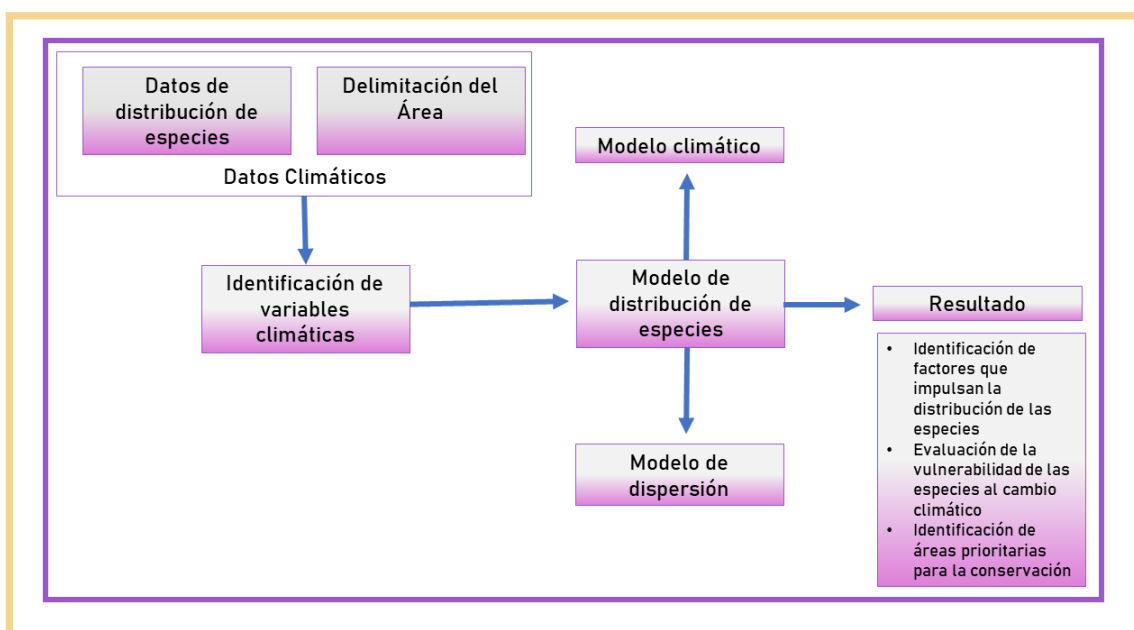 Datos de
distribución de
especies
Delimitación del
Área
Datos Climáticos
Identificación de
variables
climáticas
Modelo climático
Modelo de
distribución de
especies
Modelo de
dispersión
Resultado
• Identificación de
factores que
impulsan la
distribución de las
especies
• Evaluación de la
vulnerabilidad de las
especies al cambio
climático
• Identificación de
áreas prioritarias
para la conservación